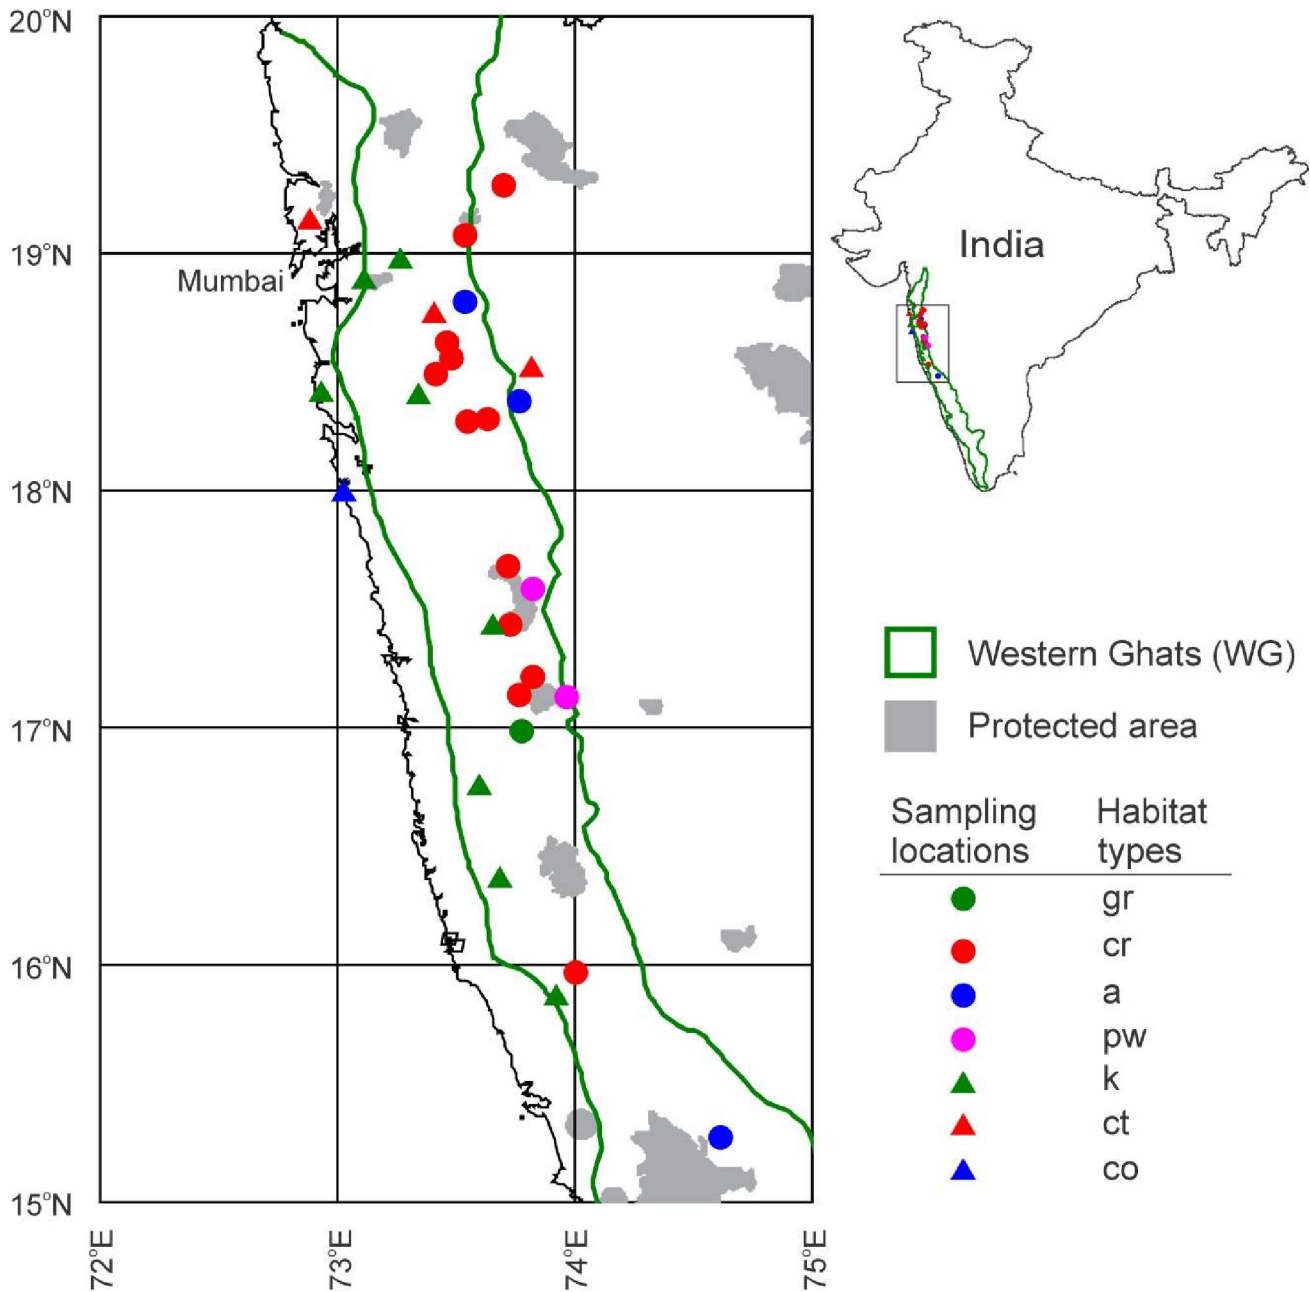 20°N
19°N
18°N
17°N
16°N
15°N
72°E
73°E
74°E
75°E
Mumbai
India
Western Ghats (WG)
Protected area
Sampling locations
Habitat types
gr
cr
a
pw
k
ct
co